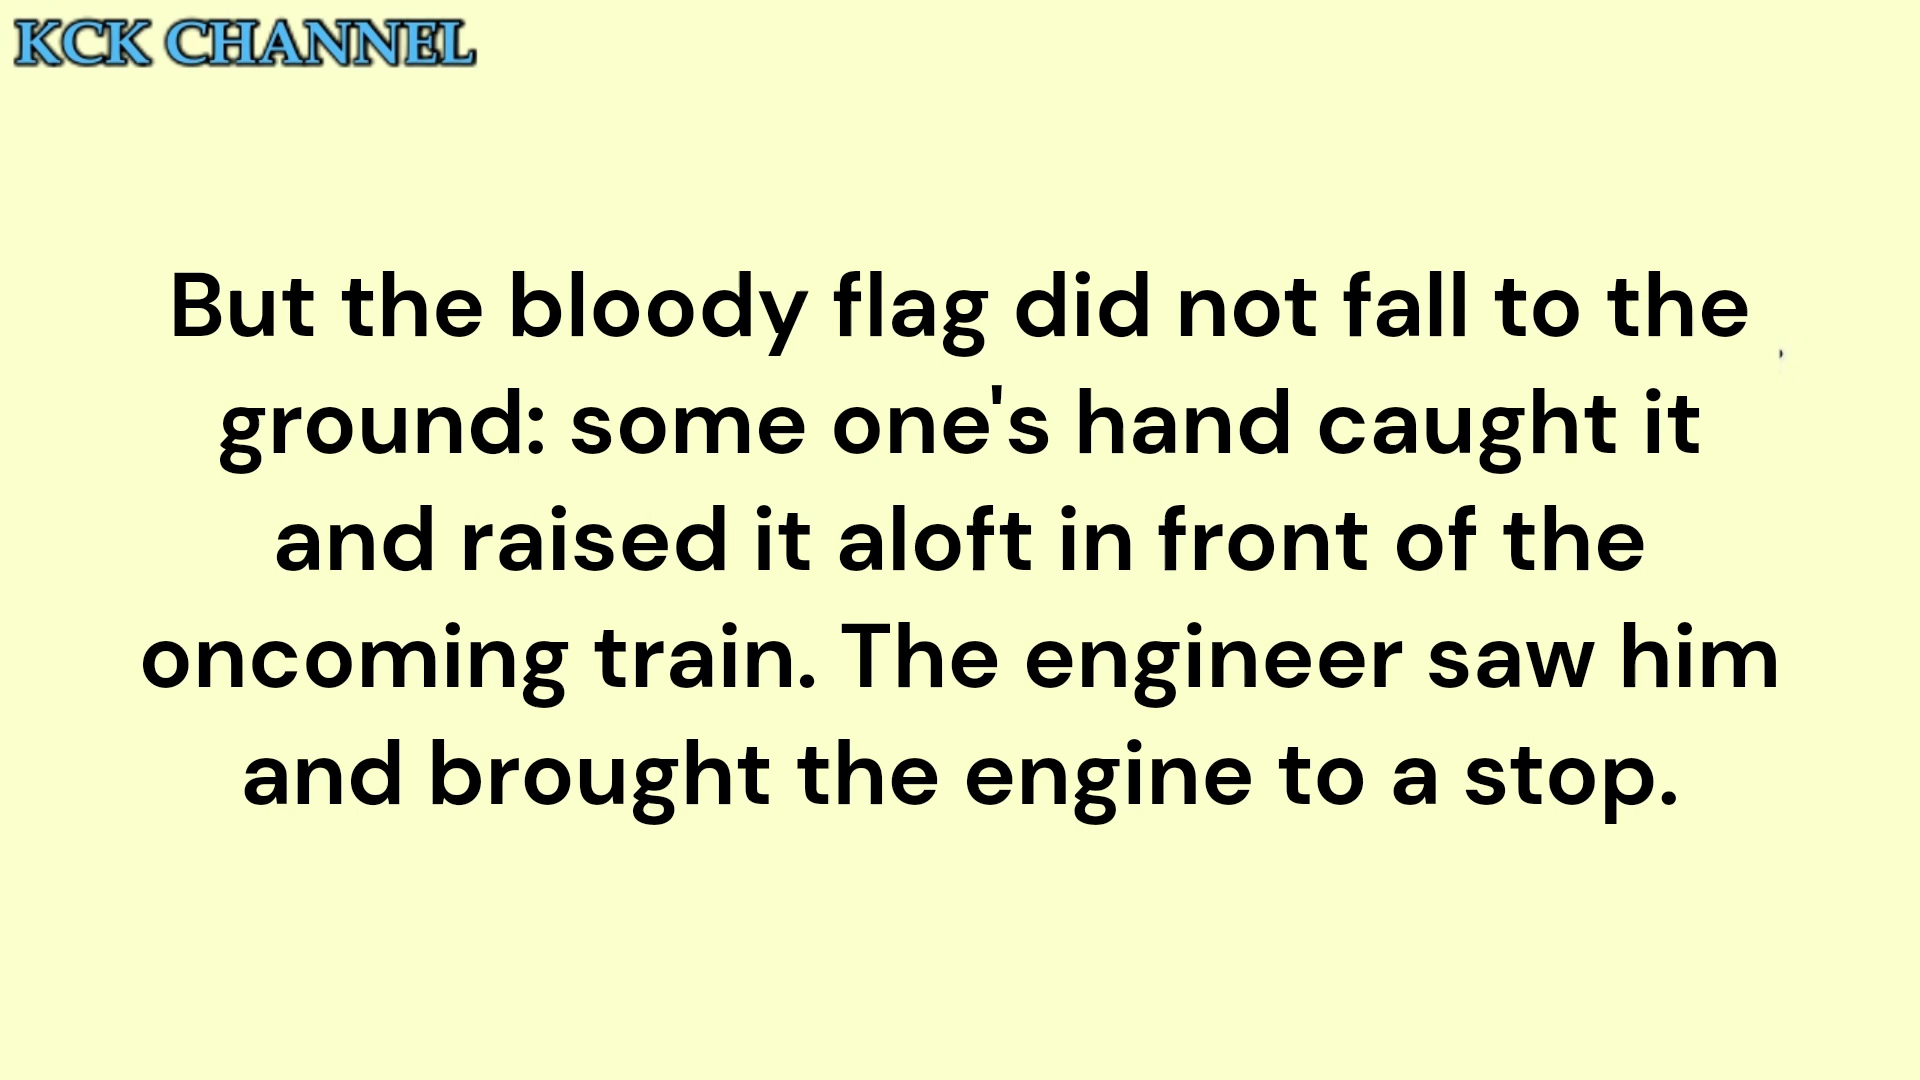 KCK CHANNEL
But the bloody flag did not fall to the
ground: some one's hand caught it
and raised it aloft in front of the
oncoming train. The engineer saw him
and brought the engine to a stop.